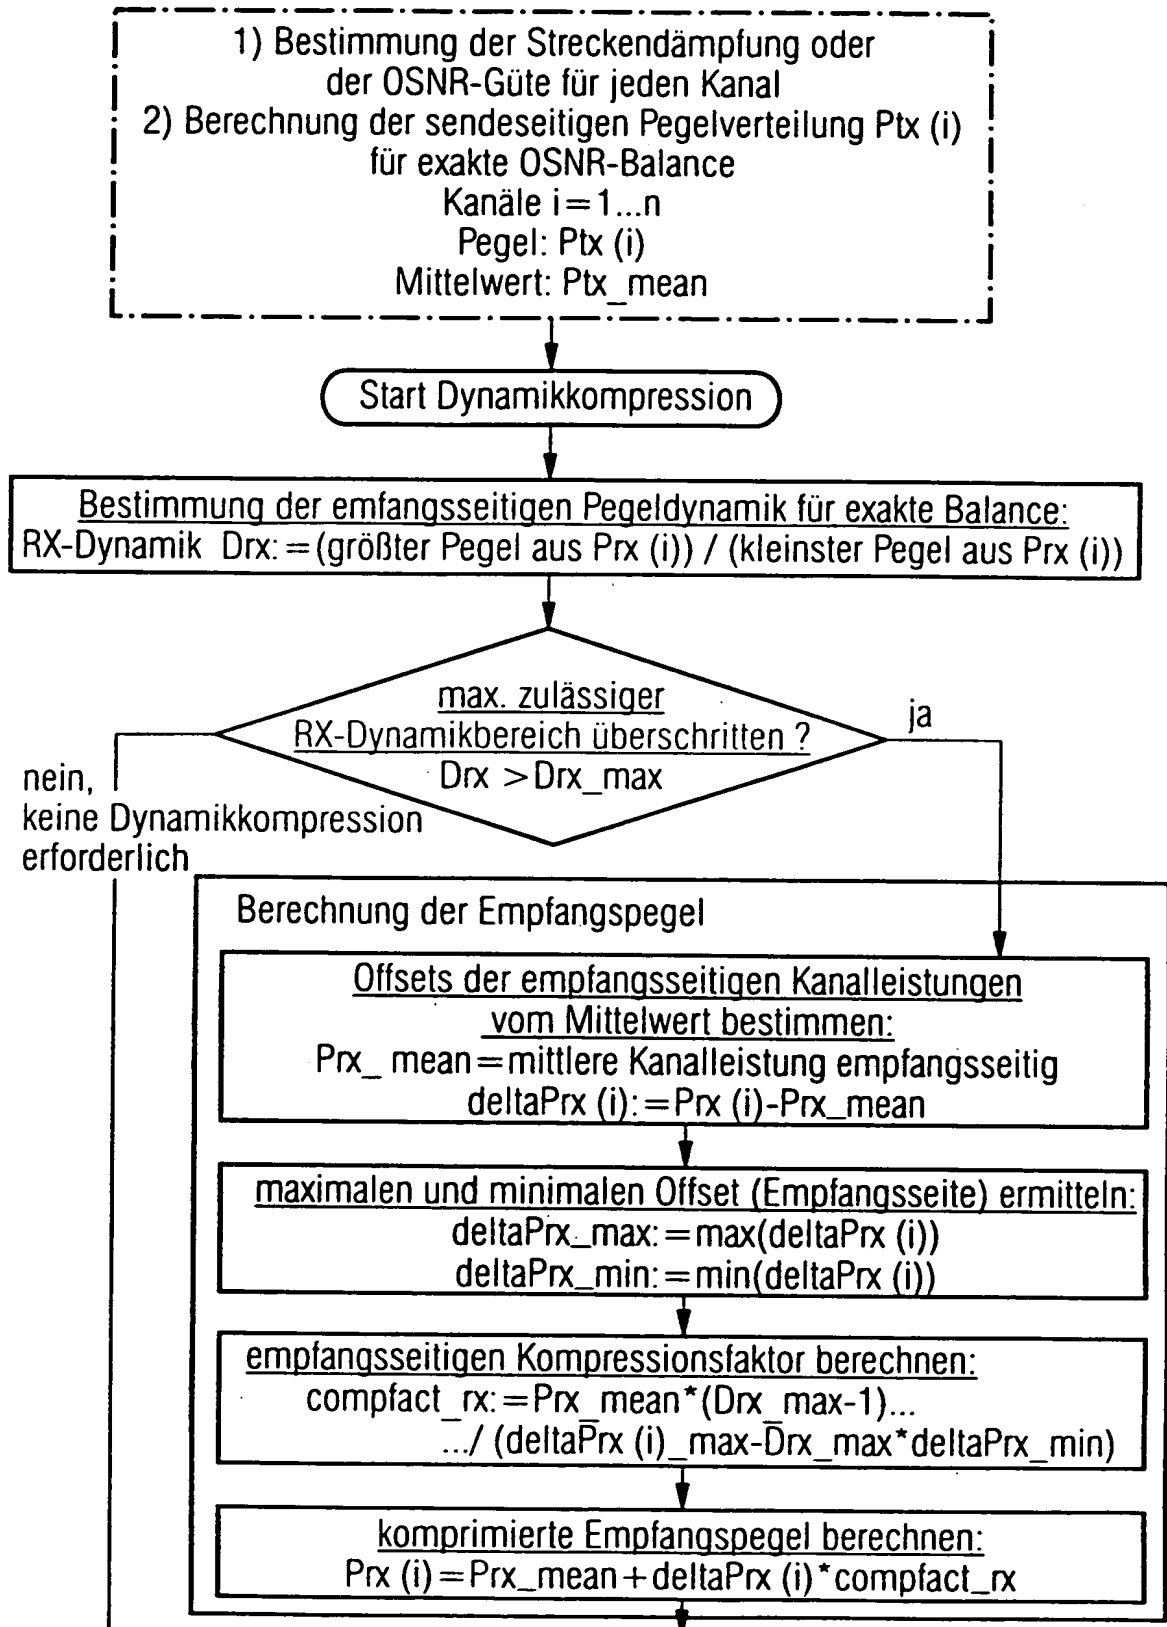 1) Bestimmung der Streckendämpfung oder
der OSNR-Güte für jeden Kanal
2) Berechnung der sendeseitigen Pegelverteilung Ptx (i)
für exakte OSNR-Balance
Kanäle i=1...n
Pegel: Ptx (i)
Mittelwert: Ptx_mean
Start Dynamikkompression
Bestimmung der emfangsseitigen Pegeldynamik für exakte Balance:
RX-Dynamik Drx:=(größter Pegel aus Prx (i)) / (kleinster Pegel aus Prx (i))
max. zulässiger
RX-Dynamikbereich überschritten ?
Drx >Drx_max
ja
nein,
keine Dynamikkompression
erforderlich
Berechnung der Empfangspegel
Offsets der empfangsseitigen Kanalleistungen
vom Mittelwert bestimmen:
Prx_ mean=mittlere Kanalleistung empfangsseitig
deltaPrx (i):=Prx (i)-Prx_mean
maximalen und minimalen Offset (Empfangsseite) ermitteln:
deltaPrx_max:=max(deltaPrx (i))
deltaPrx_min:=min(deltaPrx (i))
empfangsseitigen Kompressionsfaktor berechnen:
compfact_rx:=Prx_mean*(Drx_max-1)...
.../ (deltaPrx (i)_max-Drx_max*deltaPrx_min)
komprimierte Empfangspegel berechnen:
Prx (i)=Prx_mean+deltaPrx (i)*compfact_rx